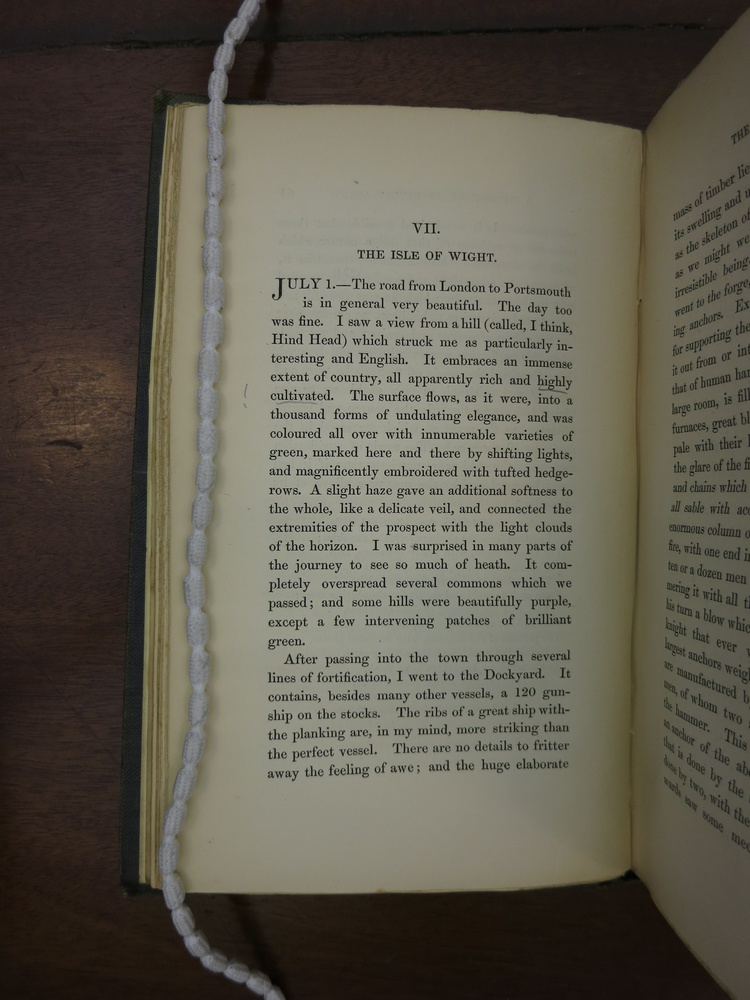 VII.
THE ISLE OF WIGHT.
JULY 1.—The road from London to Portsmouth
is in general very beautiful. The day too
was fine. I saw a view from a hill (called, I think,
Hind Head) which struck me as particularly in-
teresting and English. It embraces an immense
extent of country, all apparently rich and highly
cultivated. The surface flows, as it were, into a
thousand forms of undulating elegance, and was
coloured all over with innumerable varieties of
green, marked here and there by shifting lights,
and magnificently embroidered with tufted hedge-
rows. A slight haze gave an additional softness to
the whole, like a delicate veil, and connected the
extremities of the prospect with the light clouds
of the horizon. I was surprised in many parts of
the journey to see so much of heath. It com-
pletely overspread several commons which we
passed; and some hills were beautifully purple,
except a few intervening patches of brilliant
green.
After passing into the town through several
lines of fortification, I went to the Dockyard. It
contains, besides many other vessels, a 120 gun-
ship on the stocks. The ribs of a great ship with-
the planking are, in my mind, more striking than
the perfect vessel. There are no details to fritter
away the feeling of awe; and the huge elaborate
THE
mass of timber lie
its swelling and u
as the skeleton of
as we might we
irresistible being.
went to the forge,
ing anchors. Ex
for supporting the
it out from or int
that of human har
large room, is fill
furnaces, great bl
pale with their
the glare of the fi
and chains which
all sable with acc
enormous column o
fire, with one end i
ten or a dozen men
mering it with all t
his turn a blow whic
knight that ever
largest anchors weigh
are manufactured b
men, of whom two
the hammer. This
an anchor of the abo
that is done by the
done by two, with the
wards saw some mec